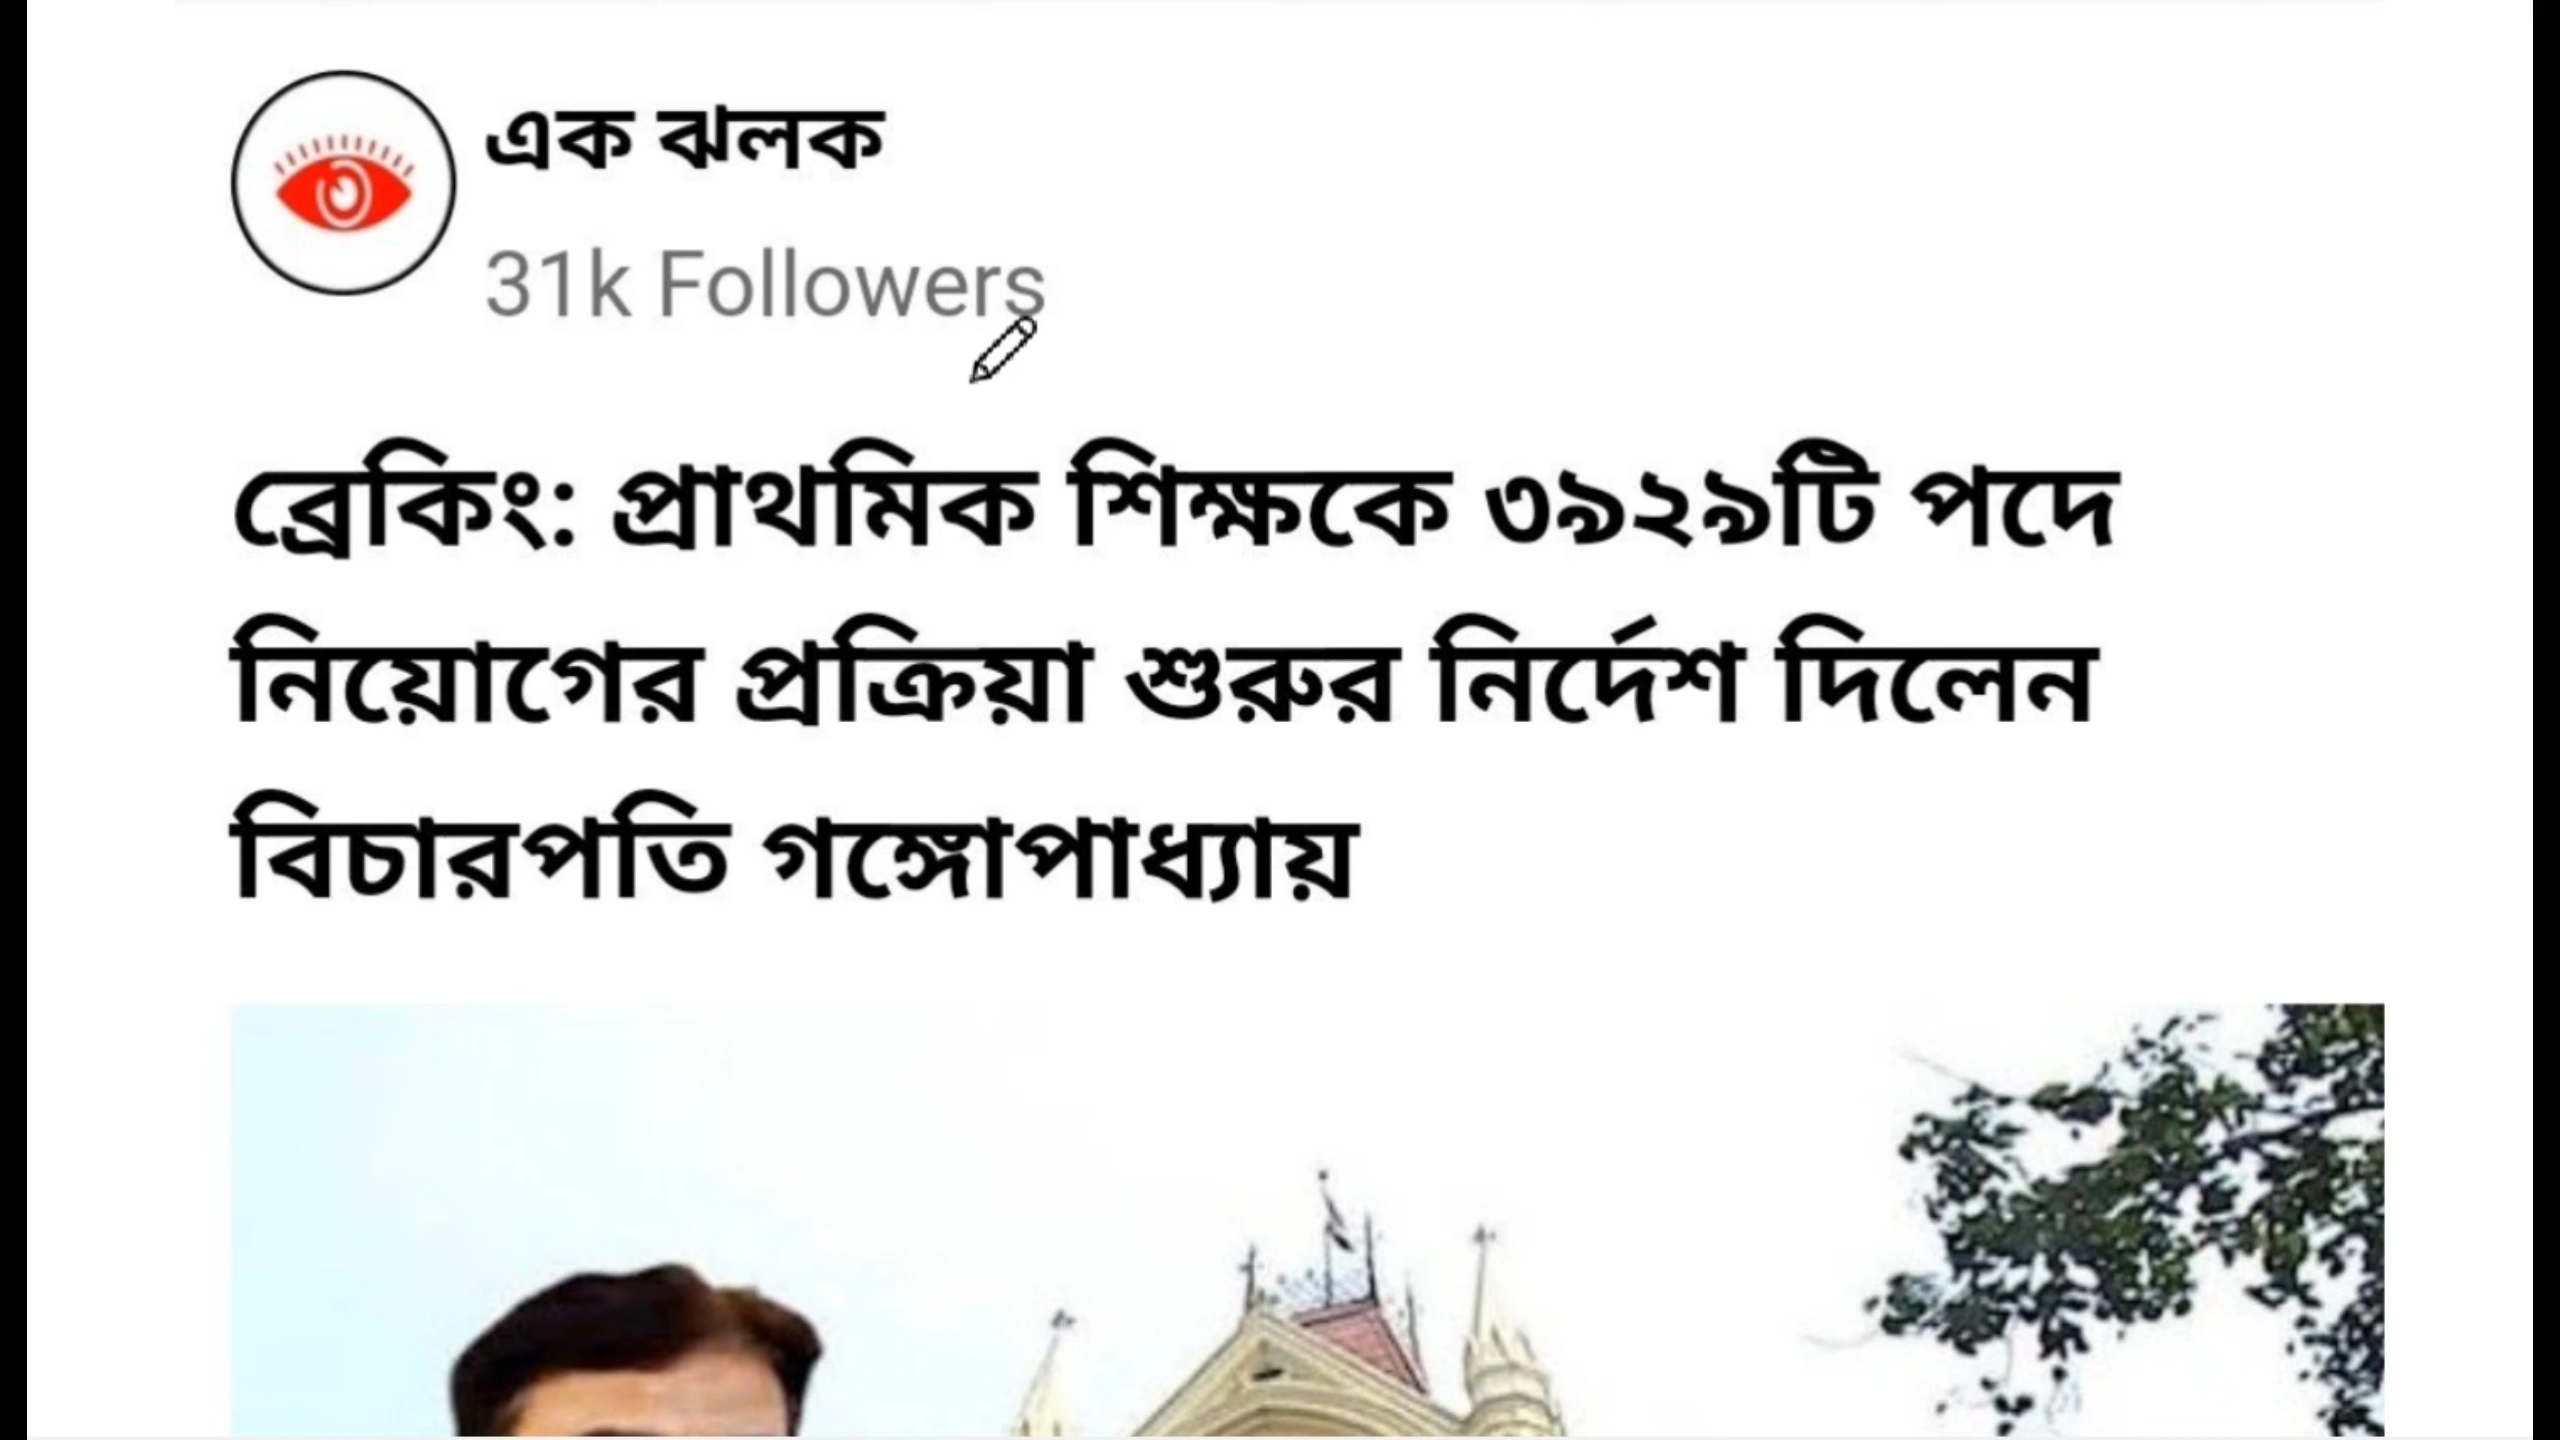 এক ঝলক
31k Followers
ব্রেকিং: প্রাথমিক শিক্ষকে ৩৯২৯টি পদে
নিয়োগের প্রক্রিয়া শুরুর নির্দেশ দিলেন
বিচারপতি গঙ্গোপাধ্যায়